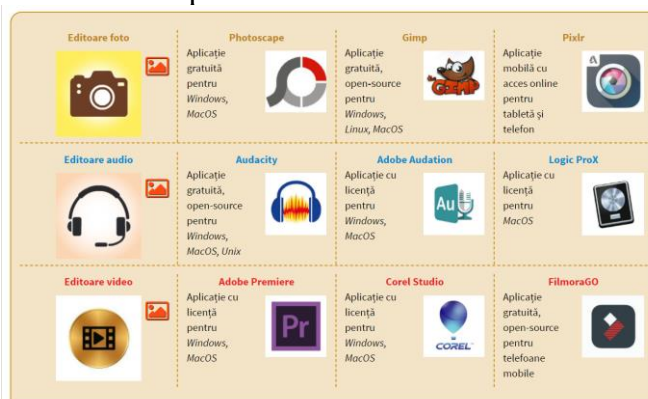 Editoare foto
Photoscape
Aplicație
gratuită
pentru
Windows,
MacOS
Gimp
Aplicație
gratuită,
open-source
pentru
Windows,
Linux, MacOS
GIMP
Pixlr
Aplicație
mobilă cu
acces online
pentru
tabletă și
telefon
Editoare audio
Audacity
Aplicație
gratuită,
open-source
pentru
Windows,
MacOS, Unix
Adobe Audation
Aplicație cu
licență
pentru
Windows,
MacOS
Au
Logic ProX
Aplicație cu
licență
pentru
MacOS
Editoare video
Adobe Premiere
Aplicație cu
licență
pentru
Windows,
MacOS
Pr
Corel Studio
Aplicație cu
licență
pentru
Windows,
MacOS
COREL
FilmoraGO
Aplicație
gratuită,
open-source
pentru
telefoane
mobile